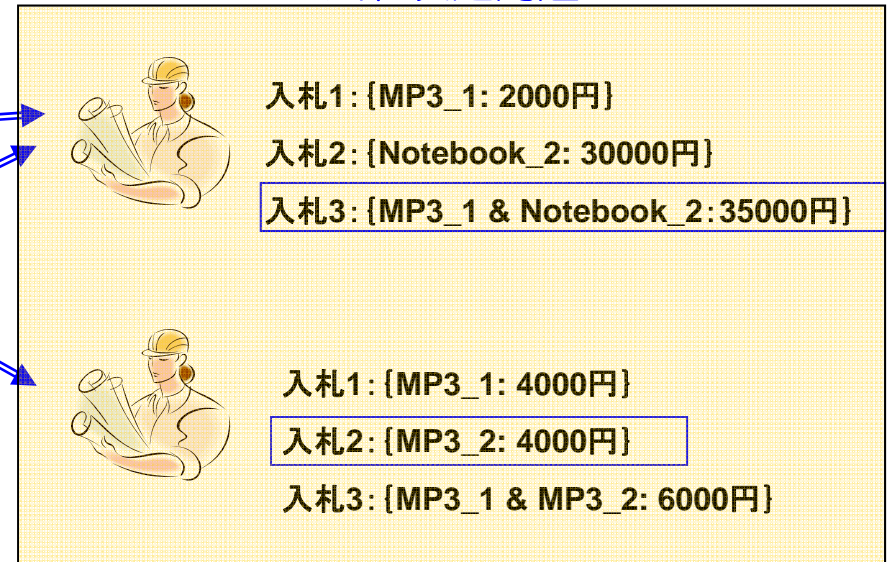 入札1:{MP3_1: 2000円}
入札2:{Notebook_2: 30000円}
入札3:{MP3_1 & Notebook_2:35000円}
入札1:{MP3_1: 4000円}
入札2:{MP3_2: 4000円}
入札3:{MP3_1 & MP3_2: 6000円}